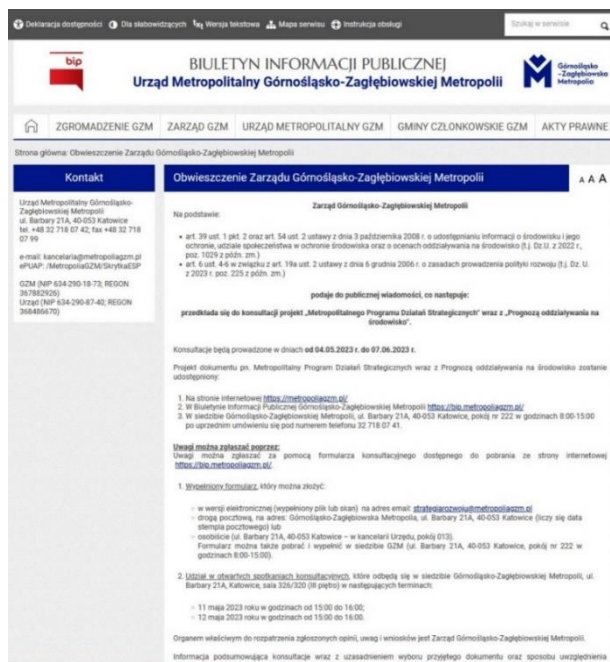 Deklaracja dostępności Dla słabowidzących Wersja tekstowa Mapa serwisu Instrukcja obsługi Szukaj w serwisie
bip
BIULETYN INFORMACJI PUBLICZNEJ
Urząd Metropolitalny Górnośląsko-Zagłębiowskiej Metropolii
Górnośląsko
-Zagłębiowska
Metropolia
ZGROMADZENIE GZM ZARZĄD GZM URZĄD METROPOLITALNY GZM GMINY CZŁONKOWSKIE GZM AKTY PRAWNE
Strona główna: Obwieszczenie Zarządu Górnośląsko-Zagłębiowskiej Metropolii
Kontakt
Urząd Metropolitalny Górnośląsko-
Zagłębiowskiej Metropolii
ul. Barbary 21A, 40-053 Katowice
tel. +48 32 718 07 42; fax +48 32 718
07 99
e-mail: kancelaria@metropoliagzm.pl
ePUAP: /MetropoliaGZM/SkrytkaESP
GZM (NIP 634-290-18-73; REGON
367882926)
Urząd (NIP 634-290-87-40; REGON
368486670)
Obwieszczenie Zarządu Górnośląsko-Zagłębiowskiej Metropolii
A A A
Zarząd Górnośląsko-Zagłębiowskiej Metropolii
Na podstawie:
art. 39 ust. 1 pkt. 2 oraz art. 54 ust. 2 ustawy z dnia 3 października 2008 r. o udostępnianiu informacji o środowisku i jego
ochronie, udziale społeczeństwa w ochronie środowiska oraz o ocenach oddziaływania na środowisko (t.j. Dz.U. z 2022 r.,
poz. 1029 z późn. zm.)
art. 6 ust. 4-6 w związku z art. 19a ust. 2 ustawy z dnia 6 grudnia 2006 r. o zasadach prowadzenia polityki rozwoju (t.j. Dz. U.
z 2023 r. poz. 225 z późn. zm.)
podaje do publicznej wiadomości, co następuje:
przedkłada się do konsultacji projekt „Metropolitalnego Programu Działań Strategicznych" wraz z „Prognozą oddziaływania na
środowisko".
Konsultacje będą prowadzone w dniach od 04.05.2023 r. do 07.06.2023 r.
Projekt dokumentu pn. Metropolitalny Program Działań Strategicznych wraz z Prognozą oddziaływania na środowisko zostanie
udostępniony:
1. Na stronie internetowej https://metropoliagzm.pl/
2. W Biuletynie Informacji Publicznej Górnośląsko-Zagłębiowskiej Metropolii https://bip.metropoliagzm.pl/
3. W siedzibie Górnośląsko-Zagłębiowskiej Metropolii, ul. Barbary 21A, 40-053 Katowice, pokój nr 222 w godzinach 8:00-15:00
po uprzednim umówieniu się pod numerem telefonu 32 718 07 41.
Uwagi można zgłaszać poprzez:
Uwagi można zgłaszać za pomocą formularza konsultacyjnego dostępnego do pobrania ze strony internetowej
https://bip.metropoliagzm.pl/.
1. Wypełniony formularz, który można złożyć:
w wersji elektronicznej (wypełniony plik lub skan) na adres email: strategiarozwoju@metropoliagzm.pl
drogą pocztową, na adres: Górnośląsko-Zagłębiowska Metropolia, ul. Barbary 21A, 40-053 Katowice (liczy się data
stempla pocztowego) lub
osobiście (ul. Barbary 21A, 40-053 Katowice – w kancelarii Urzędu, pokój 013).
Formularz można także pobrać i wypełnić w siedzibie GZM (ul. Barbary 21A, 40-053 Katowice, pokój nr 222 w
godzinach 8:00-15:00).
2. Udział w otwartych spotkaniach konsultacyjnych, które odbędą się w siedzibie Górnośląsko-Zagłębiowskiej Metropolii, ul.
Barbary 21A, Katowice, sala 326/320 (III piętro) w następujących terminach:
11 maja 2023 roku w godzinach od 15:00 do 16:00;
12 maja 2023 roku w godzinach od 15:00 do 16:00.
Organem właściwym do rozpatrzenia zgłoszonych opinii, uwag i wniosków jest Zarząd Górnośląsko-Zagłębiowskiej Metropolii.
Informacja podsumowująca konsultacje wraz z uzasadnieniem wyboru przyjętego dokumentu oraz sposobu uwzględnienia